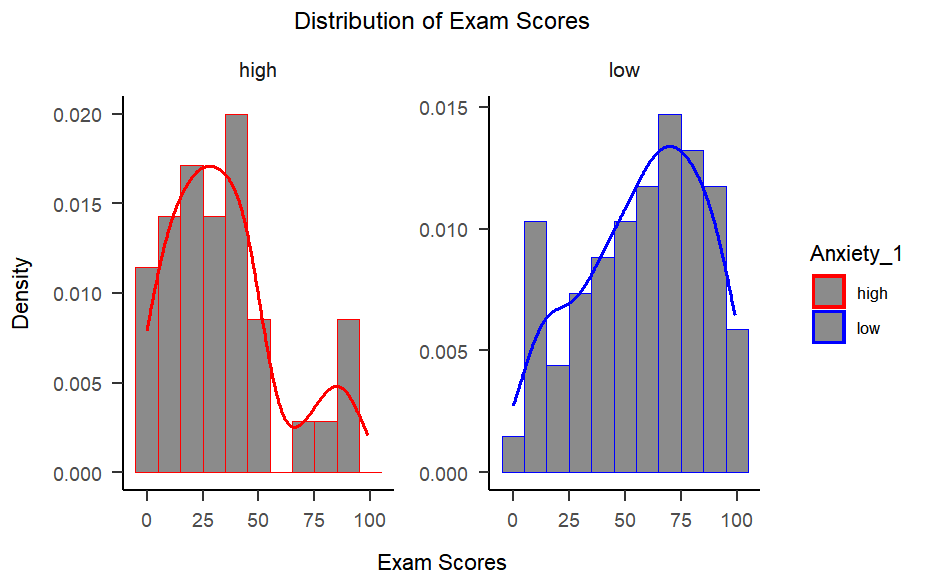 Distribution of Exam Scores
high
low
0.020
0.015
0.010
0.005
0.000
0.015
0.010
0.005
0.000
Density
0 25 50 75 100
0 25 50 75 100
Exam Scores
Anxiety_1
high
low